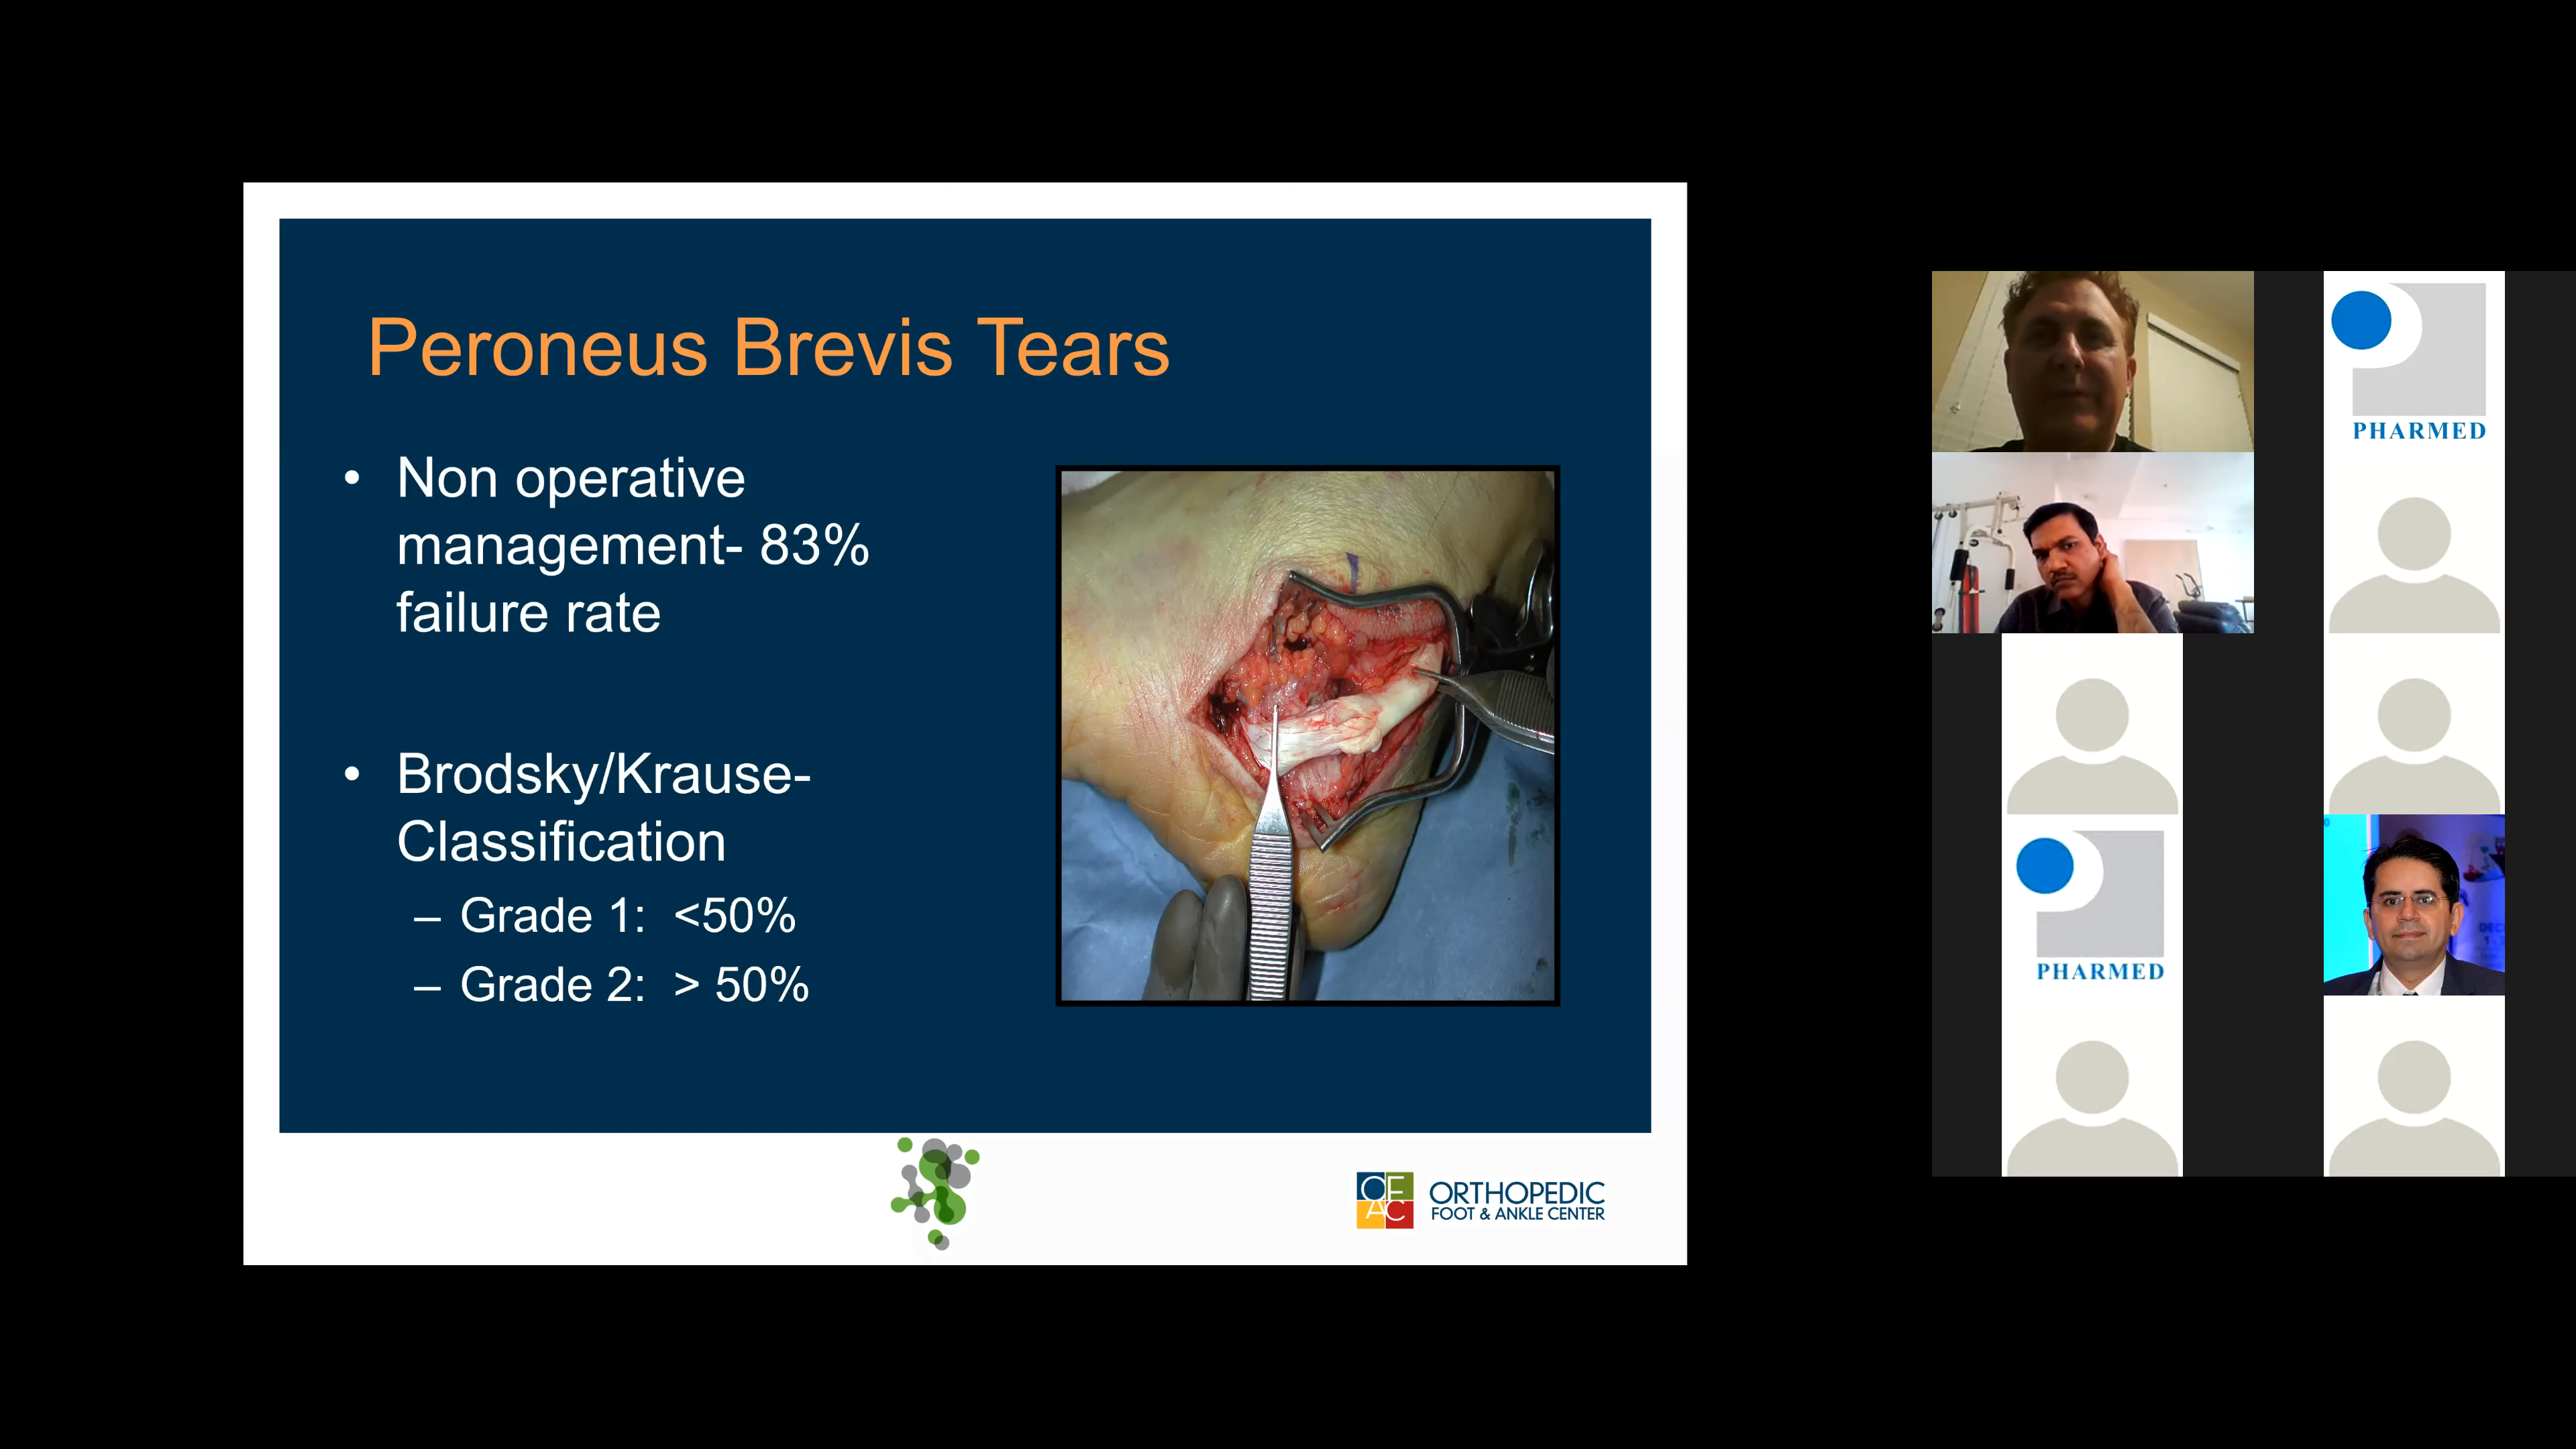 Peroneus Brevis Tears
• Non operative
management- 83%
failure rate
• Brodsky/Krause-
Classification
– Grade 1:  <50%
– Grade 2:  > 50%
OFAC
ORTHOPEDIC
FOOT & ANKLE CENTER
PHARMED
PHARMED